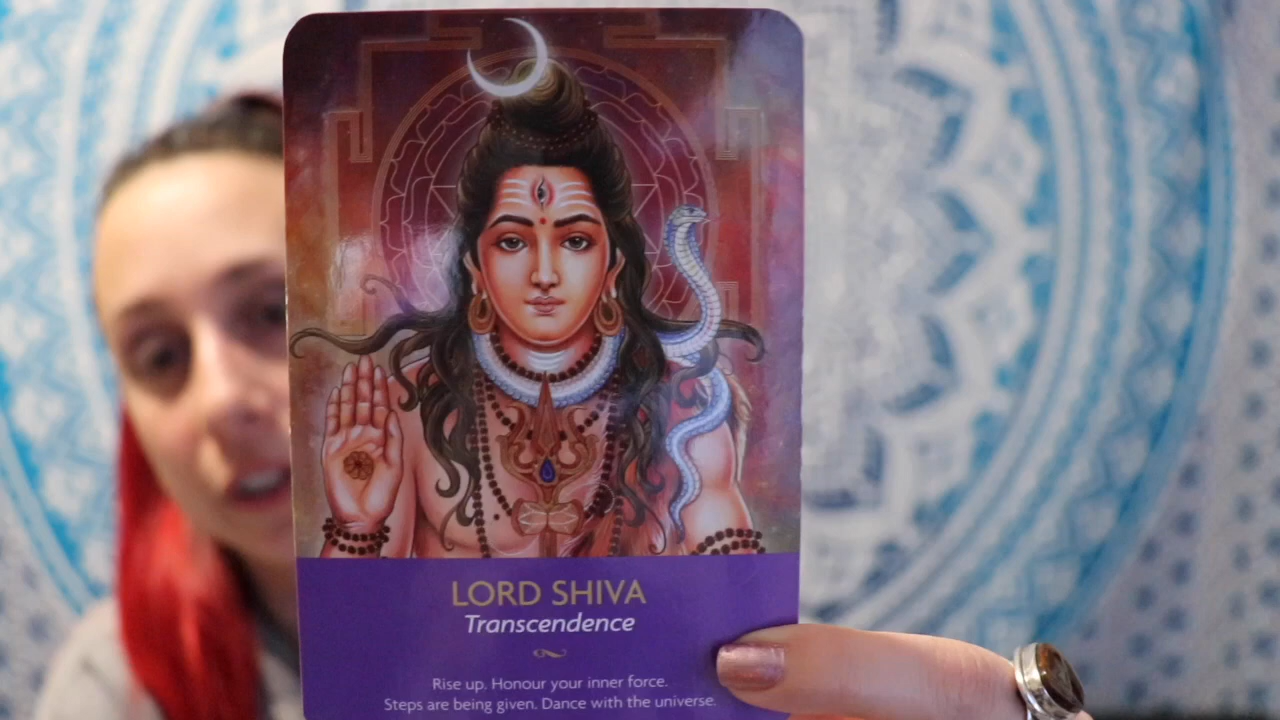 LORD SHIVA
Transcendence
Rise up. Honour your inner force.
Steps are being given. Dance with the universe.